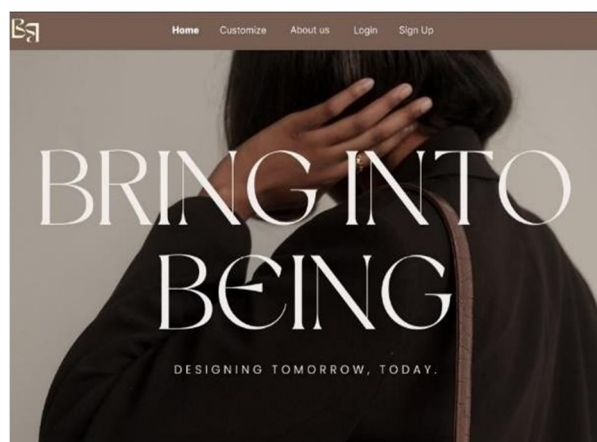 Home Customize About us Login Sign Up
BRING INTO
BEING
DESIGNING TOMORROW, TODAY.